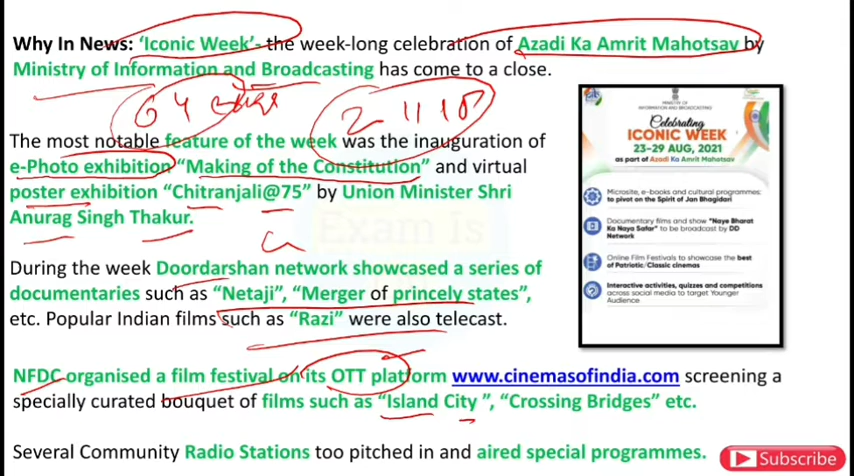 Why In News: ‘Iconic Week’- the week-long celebration of Azadi Ka Amrit Mahotsav by
Ministry of Information and Broadcasting has come to a close.
The most notable feature of the week was the inauguration of
e-Photo exhibition “Making of the Constitution” and virtual
poster exhibition “Chitranjali@75” by Union Minister Shri
Anurag Singh Thakur.
During the week Doordarshan network showcased a series of
documentaries such as “Netaji”, “Merger of princely states”,
etc. Popular Indian films such as “Razi” were also telecast.
NFDC organised a film festival on its OTT platform www.cinemasofindia.com screening a
specially curated bouquet of films such as “Island City ”, “Crossing Bridges” etc.
Several Community Radio Stations too pitched in and aired special programmes.
MINISTRY OF
INFORMATION AND BROADCASTING
Celebrating
ICONIC WEEK
23-29 AUG, 2021
as part of Azadi Ka Amrit Mahotsav
Microsite, e-books and cultural programmes:
to pivot on the Spirit of Jan Bhagidari
Documentary films and show "Naye Bharat
Ka Naya Safar" to be broadcast by DD
Network
Online Film Festivals to showcase the best
of Patriotic/Classic cinemas
Interactive activities, quizzes and competitions
across social media to target Younger
Audience
Exam is
Subscribe